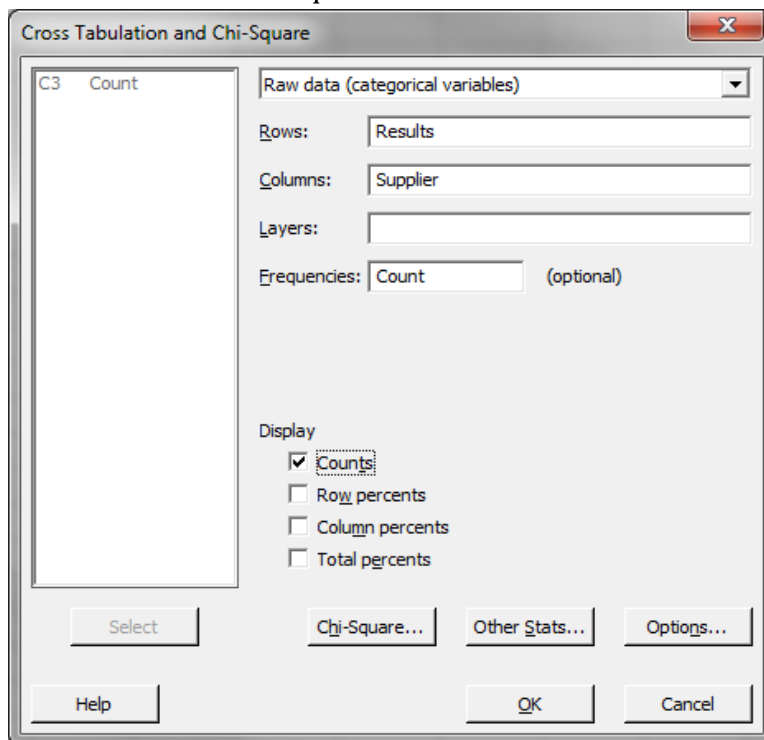 Cross Tabulation and Chi-Square
C3 Count
Raw data (categorical variables)
Rows: Results
Columns: Supplier
Layers:
Frequencies: Count (optional)
Display
Counts
Row percents
Column percents
Total percents
Select Chi-Square... Other Stats... Options...
Help OK Cancel